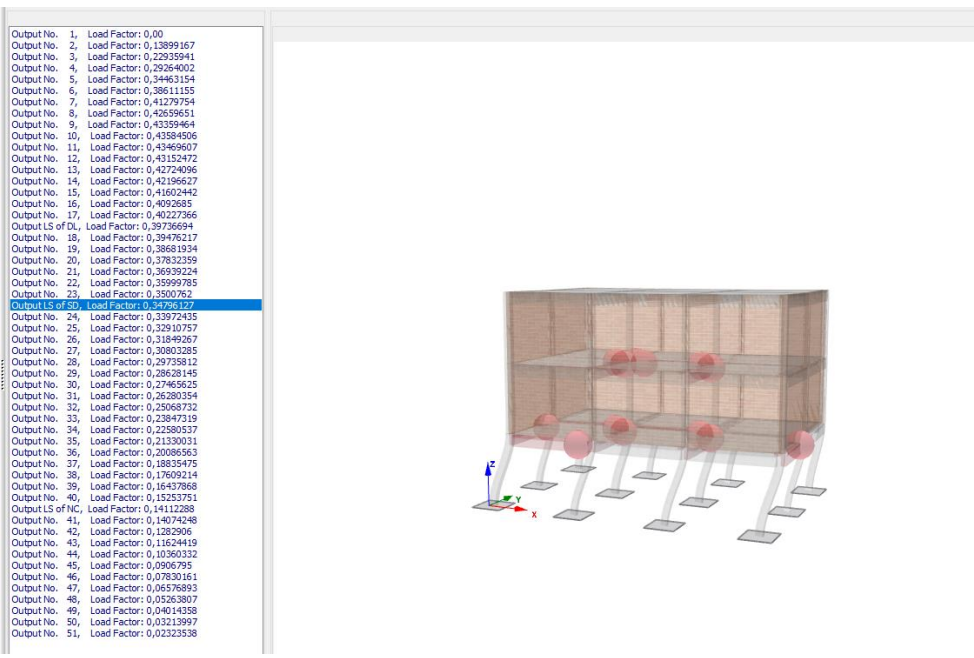 Output No. 1, Load Factor: 0,00
Output No. 2, Load Factor: 0,13899167
Output No. 3, Load Factor: 0,22935941
Output No. 4, Load Factor: 0,29264002
Output No. 5, Load Factor: 0,34463154
Output No. 6, Load Factor: 0,38611155
Output No. 7, Load Factor: 0,41279754
Output No. 8, Load Factor: 0,42659651
Output No. 9, Load Factor: 0,43359464
Output No. 10, Load Factor: 0,43584506
Output No. 11, Load Factor: 0,43469607
Output No. 12, Load Factor: 0,43152472
Output No. 13, Load Factor: 0,42724096
Output No. 14, Load Factor: 0,42196627
Output No. 15, Load Factor: 0,41602442
Output No. 16, Load Factor: 0,4092685
Output No. 17, Load Factor: 0,40227366
Output LS of DL, Load Factor: 0,39736694
Output No. 18, Load Factor: 0,39476217
Output No. 19, Load Factor: 0,38681934
Output No. 20, Load Factor: 0,37832359
Output No. 21, Load Factor: 0,36939224
Output No. 22, Load Factor: 0,35999785
Output No. 23, Load Factor: 0,3500762
Output LS of SD, Load Factor: 0,34796127
Output No. 24, Load Factor: 0,33972435
Output No. 25, Load Factor: 0,32910757
Output No. 26, Load Factor: 0,31849267
Output No. 27, Load Factor: 0,30803285
Output No. 28, Load Factor: 0,29735812
Output No. 29, Load Factor: 0,28628145
Output No. 30, Load Factor: 0,27465625
Output No. 31, Load Factor: 0,26280354
Output No. 32, Load Factor: 0,25068732
Output No. 33, Load Factor: 0,23847319
Output No. 34, Load Factor: 0,22580537
Output No. 35, Load Factor: 0,21330031
Output No. 36, Load Factor: 0,20086563
Output No. 37, Load Factor: 0,18835475
Output No. 38, Load Factor: 0,17609214
Output No. 39, Load Factor: 0,16437868
Output No. 40, Load Factor: 0,15253751
Output LS of NC, Load Factor: 0,14112288
Output No. 41, Load Factor: 0,14074248
Output No. 42, Load Factor: 0,1282906
Output No. 43, Load Factor: 0,11624419
Output No. 44, Load Factor: 0,10360332
Output No. 45, Load Factor: 0,0906795
Output No. 46, Load Factor: 0,07830161
Output No. 47, Load Factor: 0,06576893
Output No. 48, Load Factor: 0,05263807
Output No. 49, Load Factor: 0,04014358
Output No. 50, Load Factor: 0,03213997
Output No. 51, Load Factor: 0,02323538
Z
Y
X